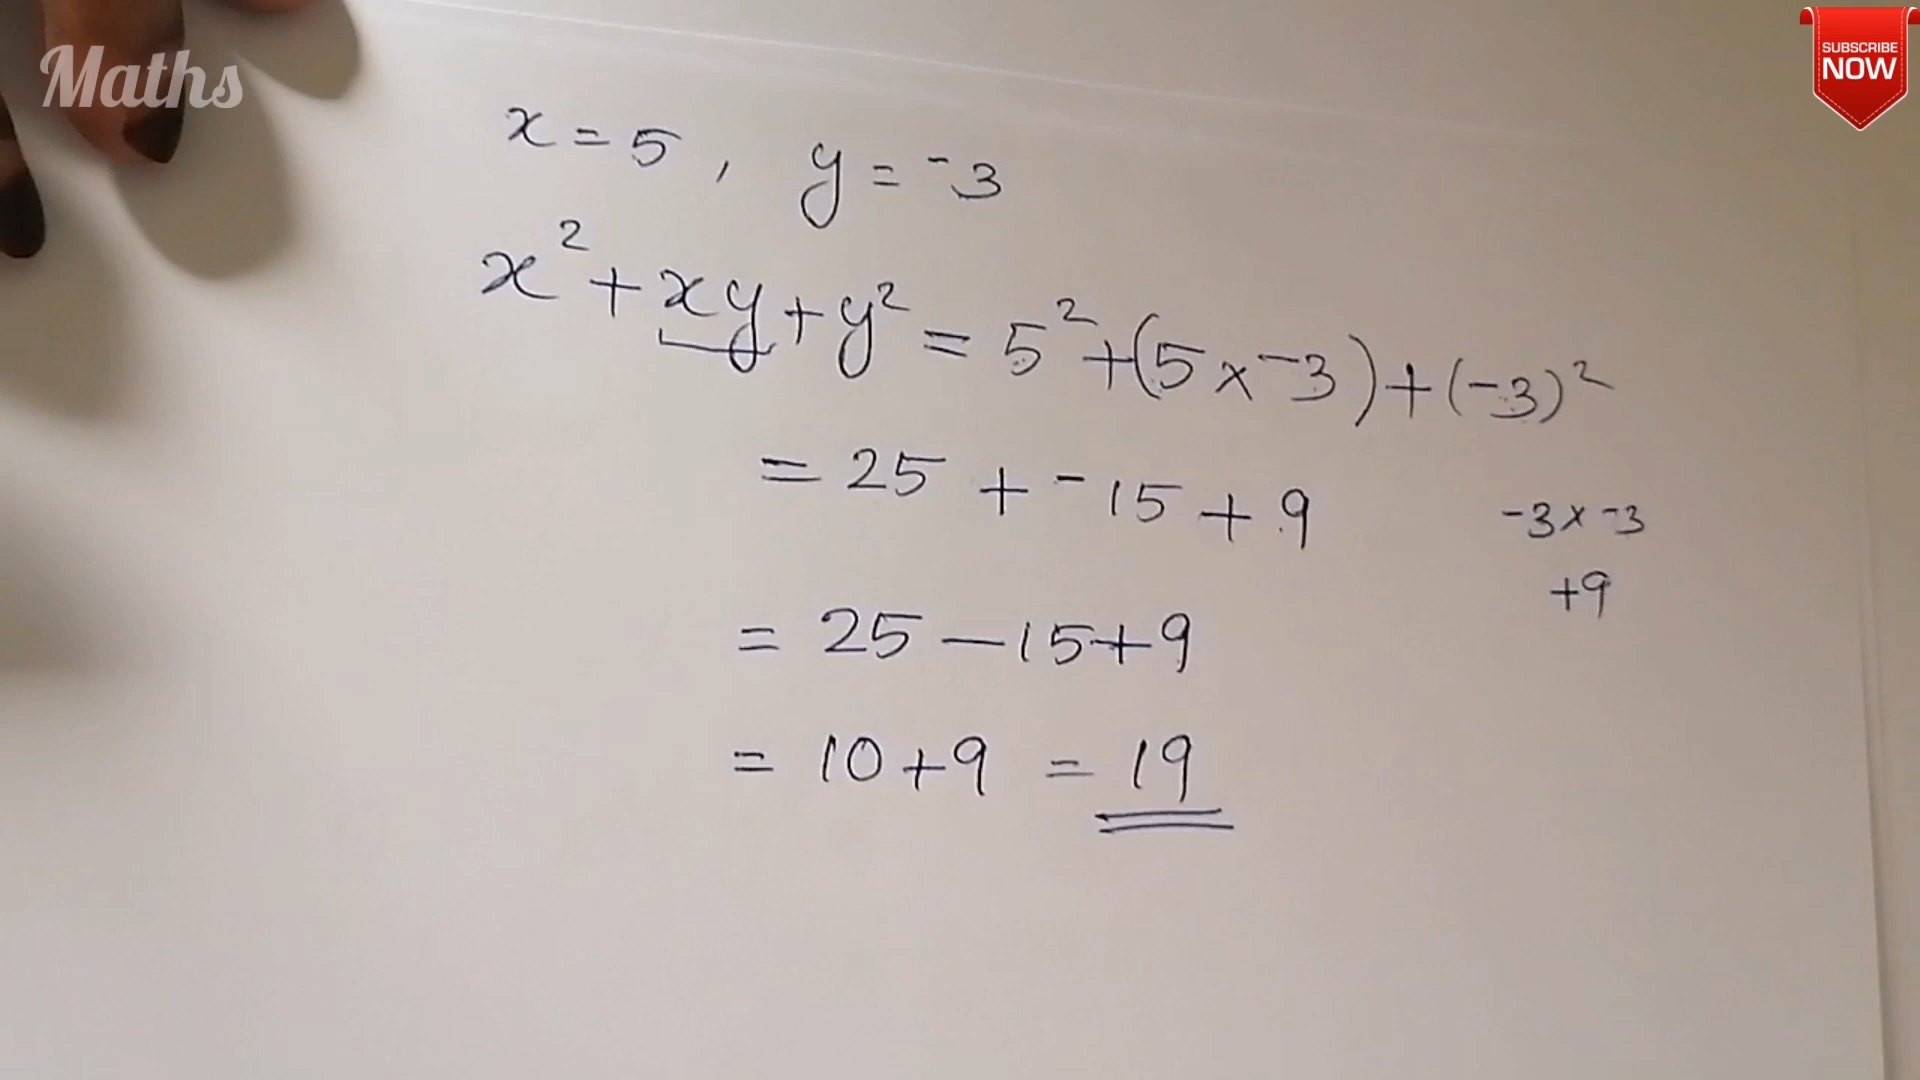 Maths
SUBSCRIBE
NOW
x = 5 , y = -3
x² + xy + y² = 5² + (5 x -3) + (-3)²
= 25 + -15 + 9
-3 x -3
+9
= 25 - 15 + 9
= 10 + 9 = 19